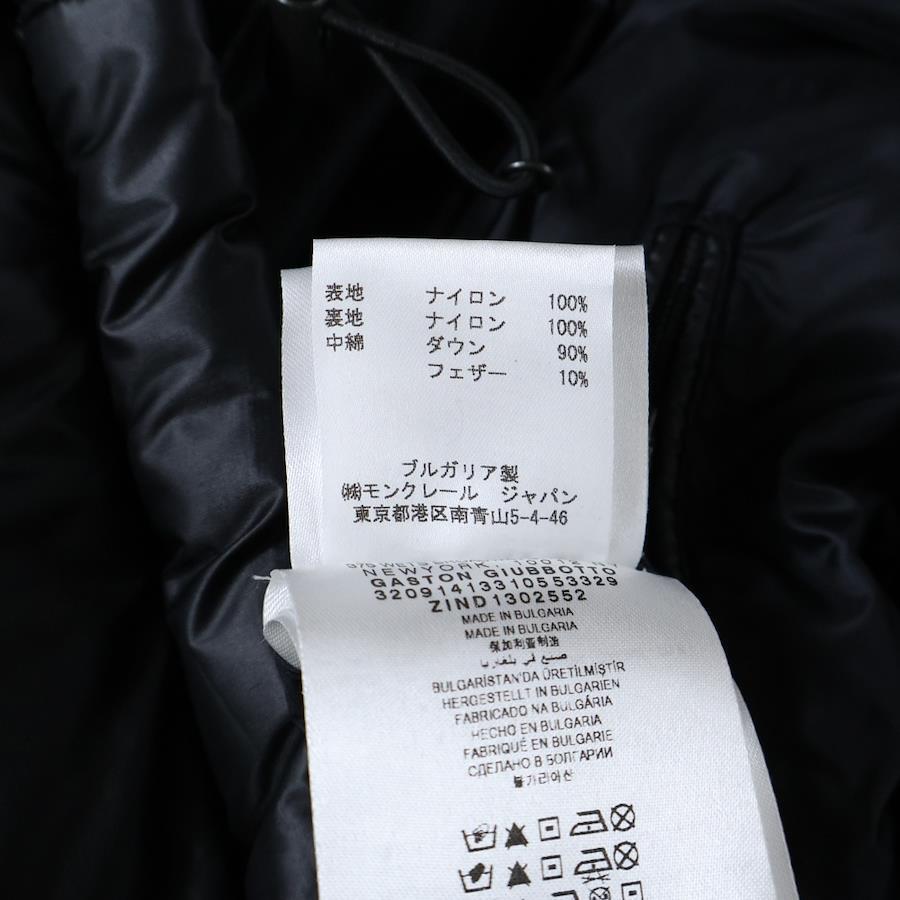 表地 ナイロン 100%
裏地 ナイロン 100%
中綿 ダウン 90%
フェザー 10%
ブルガリア製
㈱モンクレール ジャパン
東京都港区南青山5-4-46
NEW YORK
GASTON GIUBBOTTO
320914133105533​29
ZIND1302552
MADE IN BULGARIA
MADE IN BULGARIA
保加利亚制造
صنع في بلغاريا
BULGARİSTAN'DA ÜRETİLMİŞTİR
HERGESTELLT IN BULGARIEN
FABRICADO NA BULGÁRIA
HECHO EN BULGARIA
FABRIQUÉ EN BULGARIE
СДЕЛАНО В БОЛГАРИИ
불가리아산